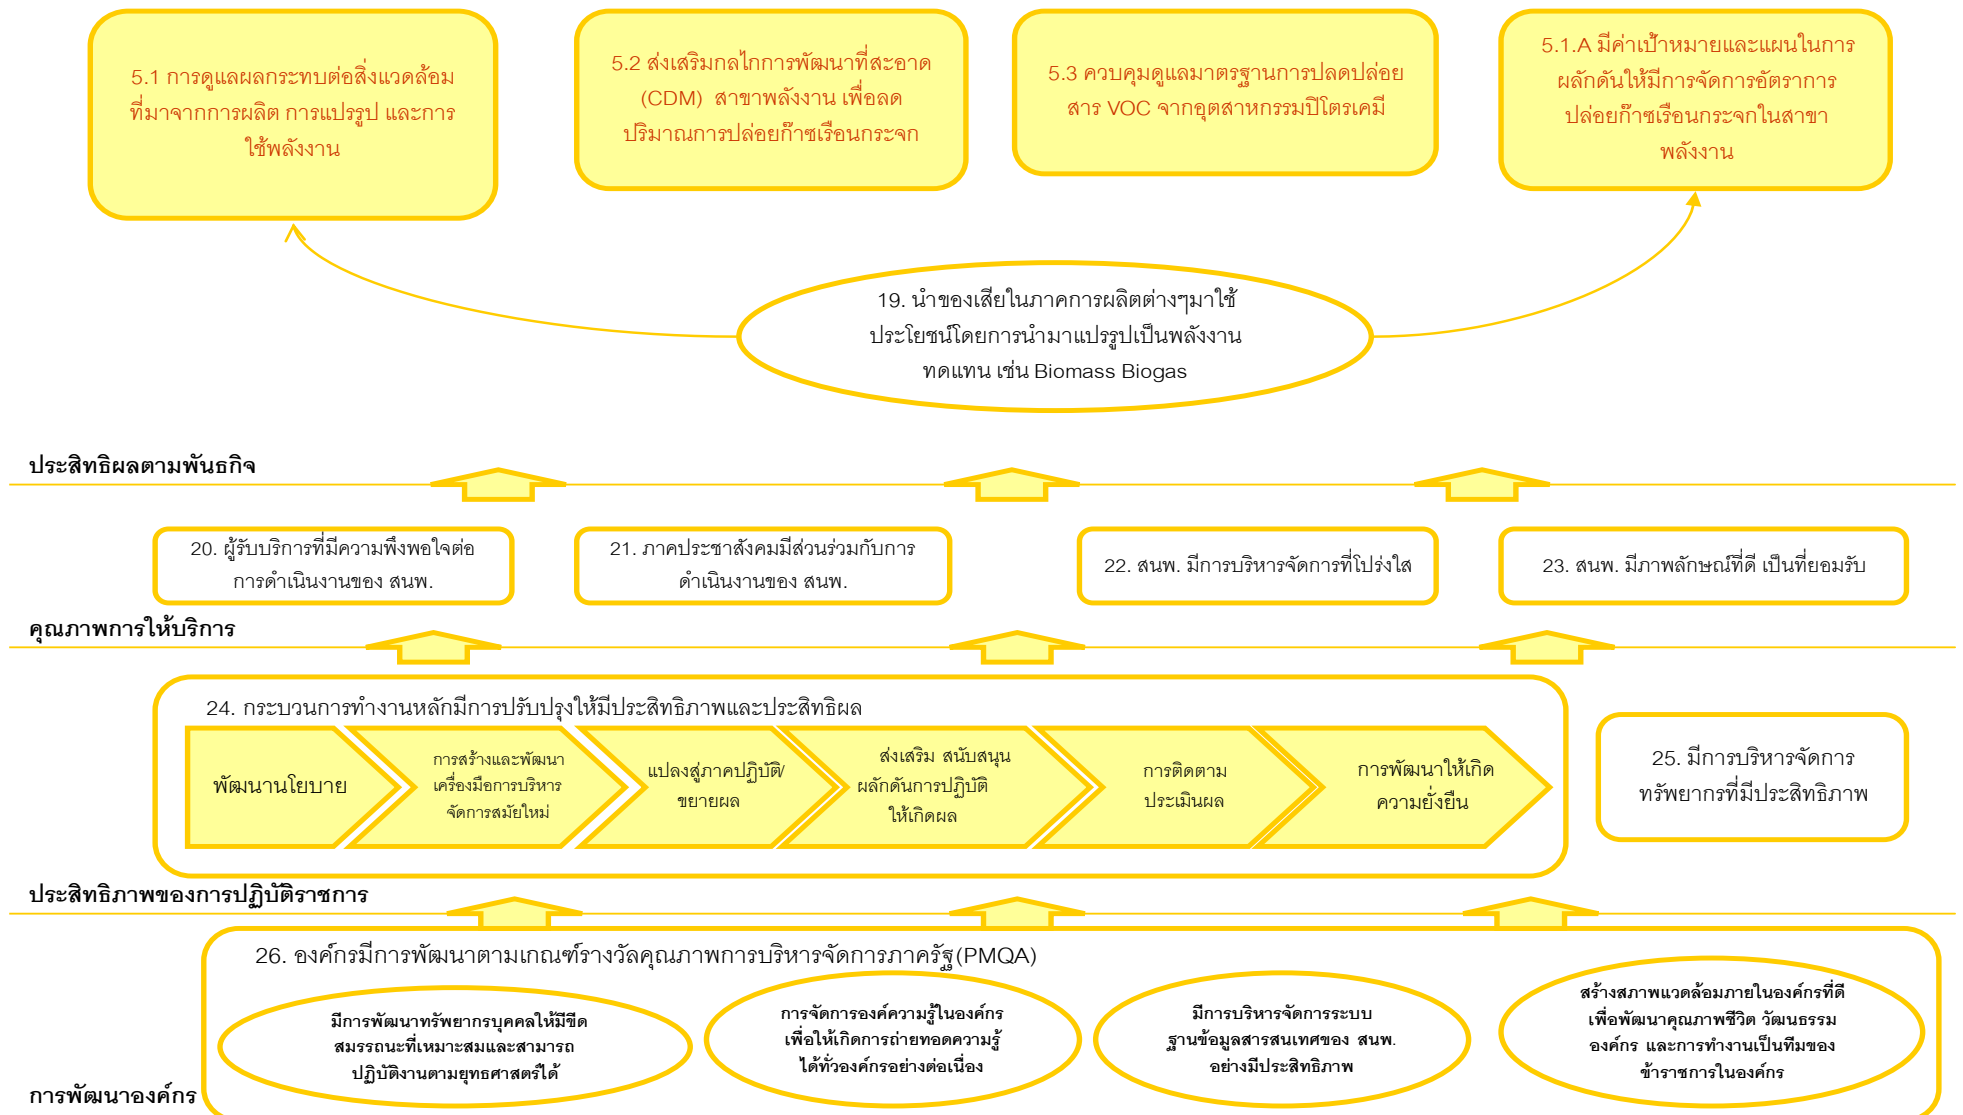 5.1 การดูแลผลกระทบต่อสิ่งแวดล้อม
ที่มาจากการผลิต การแปรรูป และการ
ใช้พลังงาน
5.2 ส่งเสริมกลไกการพัฒนาที่สะอาด
(CDM) สาขาพลังงาน เพื่อลด
ปริมาณการปล่อยก๊าซเรือนกระจก
5.3 ควบคุมดูแลมาตรฐานการปลดปล่อย
สาร VOC จากอุตสาหกรรมปิโตรเคมี
5.1.A มีค่าเป้าหมายและแผนในการ
ผลักดันให้มีการจัดการอัตราการ
ปล่อยก๊าซเรือนกระจกในสาขา
พลังงาน
19. นำของเสียในภาคการผลิตต่างๆมาใช้
ประโยชน์โดยการนำมาแปรรูปเป็นพลังงาน
ทดแทน เช่น Biomass Biogas
ประสิทธิผลตามพันธกิจ
20. ผู้รับบริการที่มีความพึงพอใจต่อ
การดำเนินงานของ สนพ.
21. ภาคประชาสังคมมีส่วนร่วมกับการ
ดำเนินงานของ สนพ.
22. สนพ. มีการบริหารจัดการที่โปร่งใส
23. สนพ. มีภาพลักษณ์ที่ดี เป็นที่ยอมรับ
คุณภาพการให้บริการ
24. กระบวนการทำงานหลักมีการปรับปรุงให้มีประสิทธิภาพและประสิทธิผล
พัฒนานโยบาย
การสร้างและพัฒนา
เครื่องมือการบริหาร
จัดการสมัยใหม่
แปลงสู่ภาคปฏิบัติ/
ขยายผล
ส่งเสริม สนับสนุน
ผลักดันการปฏิบัติ
ให้เกิดผล
การติดตาม
ประเมินผล
การพัฒนาให้เกิด
ความยั่งยืน
25. มีการบริหารจัดการ
ทรัพยากรที่มีประสิทธิภาพ
ประสิทธิภาพของการปฏิบัติราชการ
26. องค์กรมีการพัฒนาตามเกณฑ์รางวัลคุณภาพการบริหารจัดการภาครัฐ(PMQA)
มีการพัฒนาทรัพยากรบุคคลให้มีขีด
สมรรถนะที่เหมาะสมและสามารถ
ปฏิบัติงานตามยุทธศาสตร์ได้
การจัดการองค์ความรู้ในองค์กร
เพื่อให้เกิดการถ่ายทอดความรู้
ได้ทั่วองค์กรอย่างต่อเนื่อง
มีการบริหารจัดการระบบ
ฐานข้อมูลสารสนเทศของ สนพ.
อย่างมีประสิทธิภาพ
สร้างสภาพแวดล้อมภายในองค์กรที่ดี
เพื่อพัฒนาคุณภาพชีวิต วัฒนธรรม
องค์กร และการทำงานเป็นทีมของ
ข้าราชการในองค์กร
การพัฒนาองค์กร